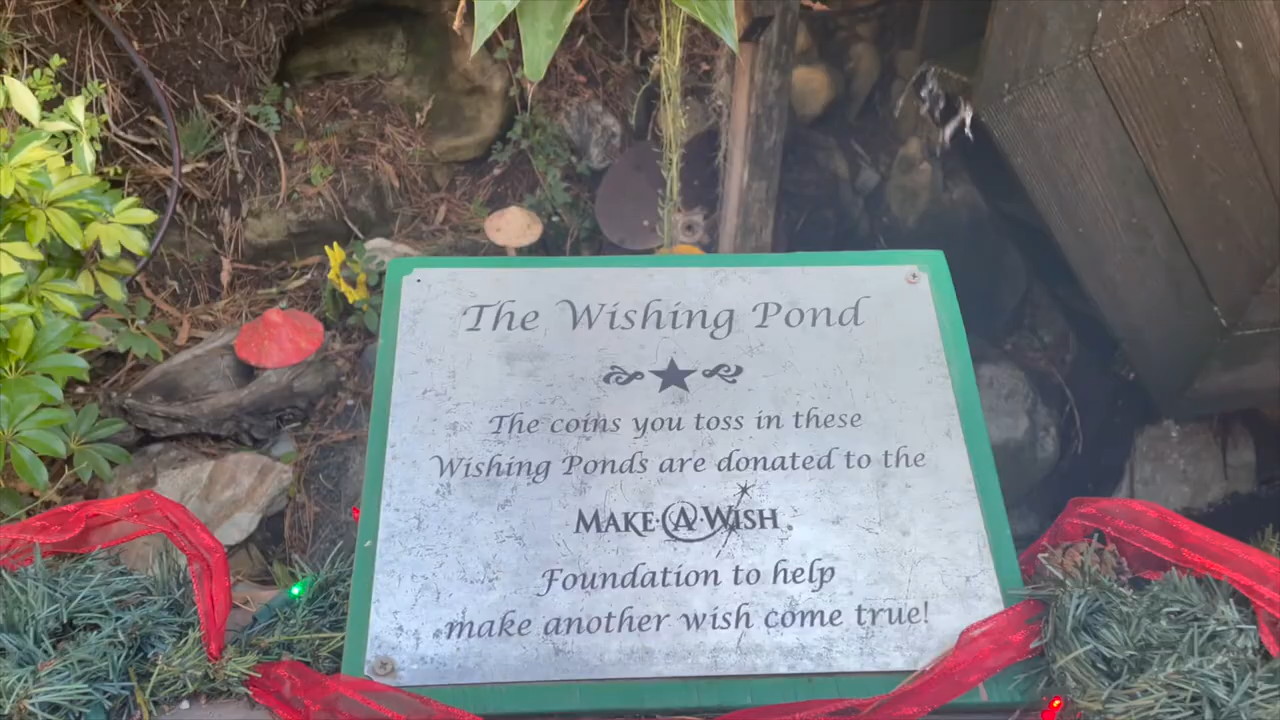 The Wishing Pond
The coins you toss in these
Wishing Ponds are donated to the
MAKE·A·WISH®
Foundation to help
make another wish come true!